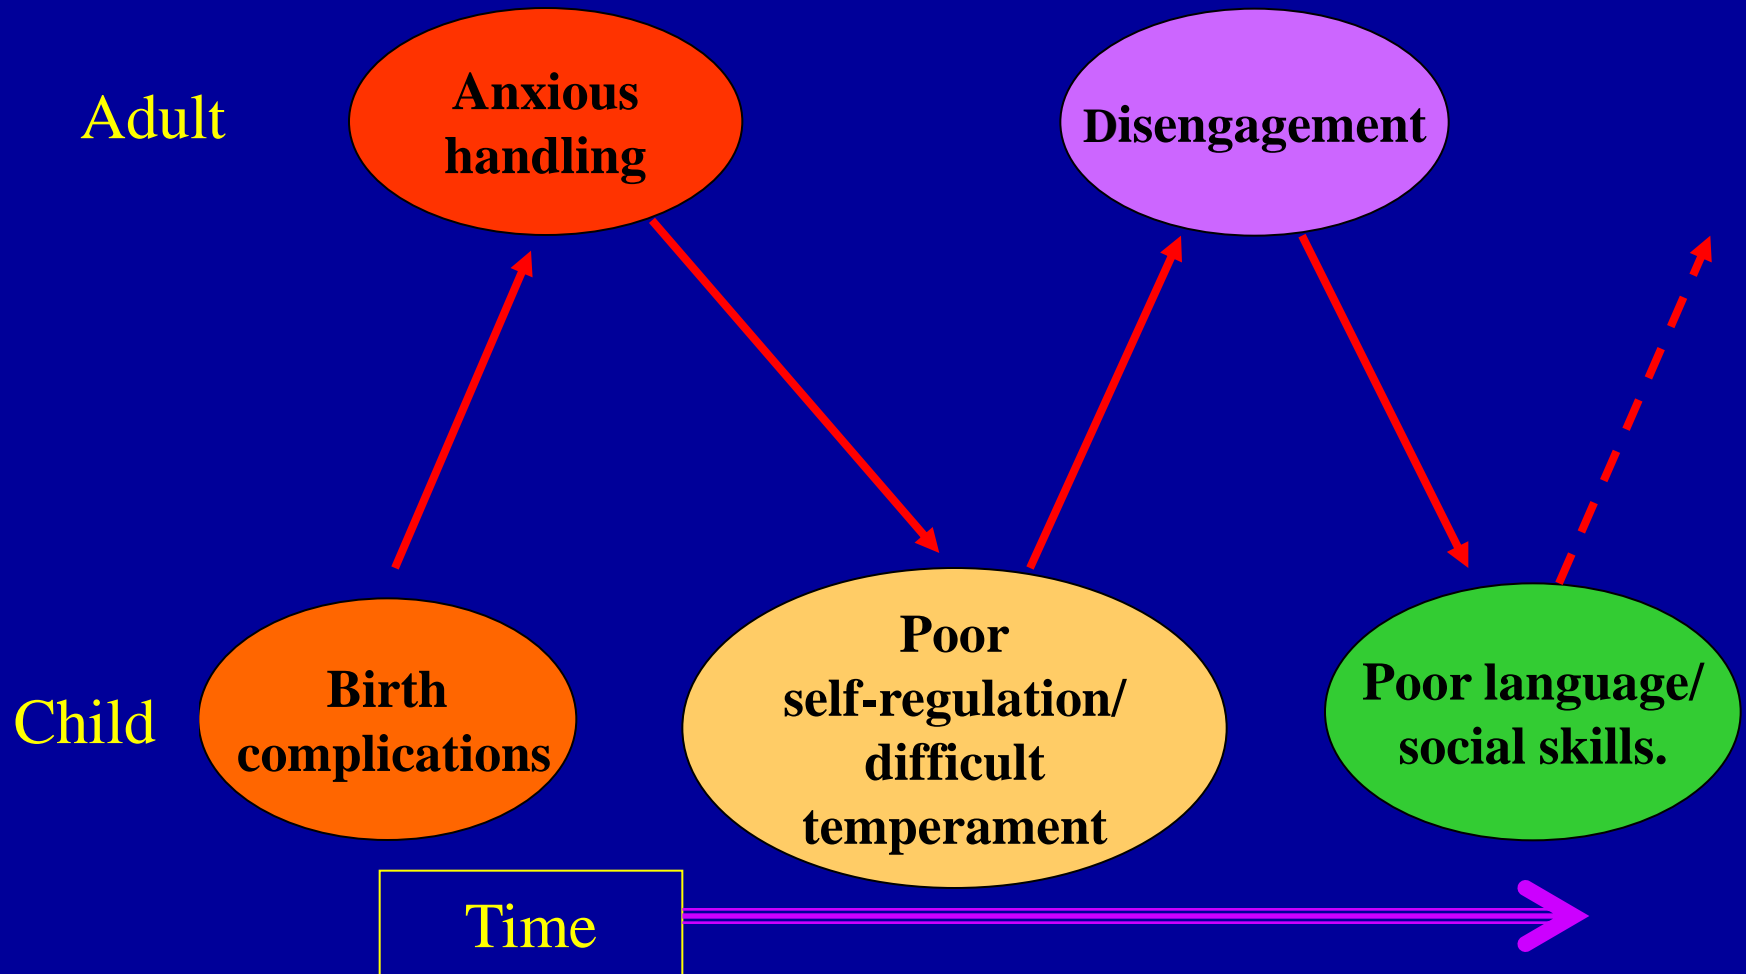 Adult
Anxious
handling
Disengagement
Child
Birth
complications
Poor
self-regulation/
difficult
temperament
Poor language/
social skills.
Time